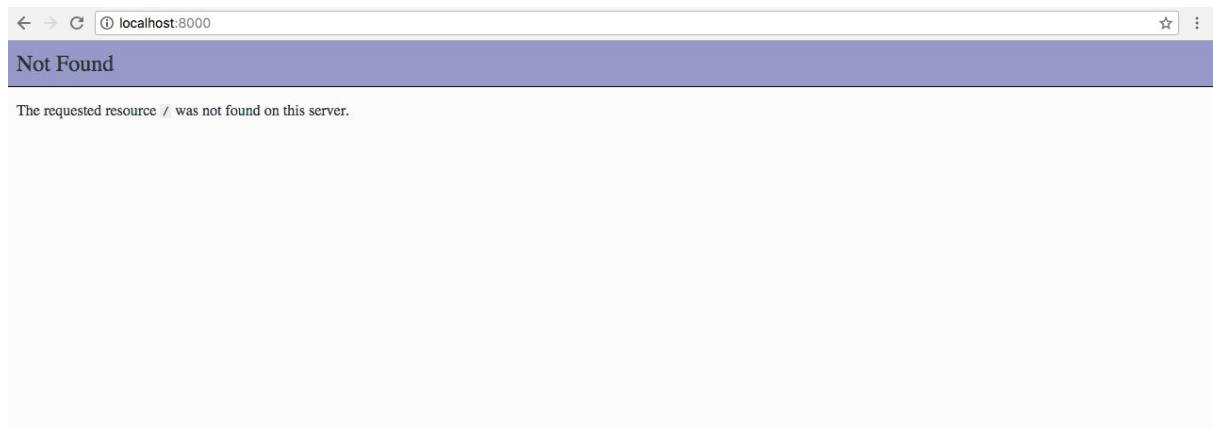 localhost:8000
Not Found
The requested resource / was not found on this server.